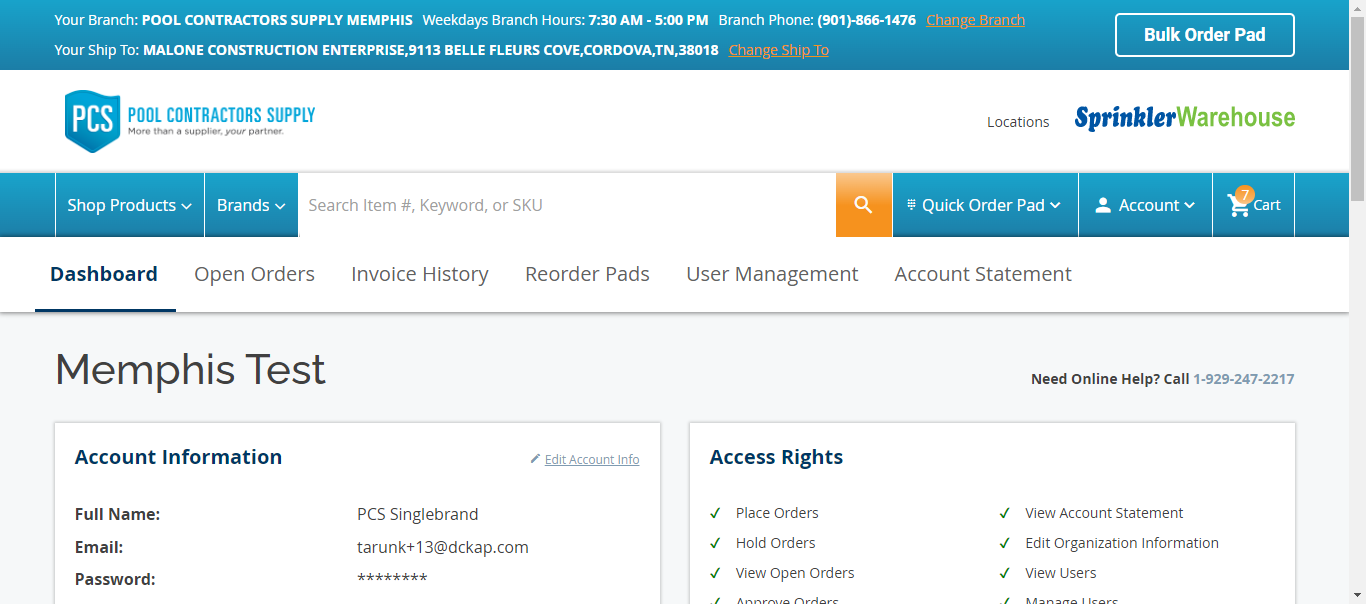 Your Branch: POOL CONTRACTORS SUPPLY MEMPHIS Weekdays Branch Hours: 7:30 AM - 5:00 PM Branch Phone: (901)-866-1476 Change Branch
Your Ship To: MALONE CONSTRUCTION ENTERPRISE,9113 BELLE FLEURS COVE,CORDOVA,TN,38018 Change Ship To
Bulk Order Pad
PCS POOL CONTRACTORS SUPPLY
More than a supplier, your partner.
Locations
SprinklerWarehouse
Shop Products Brands Search Item #, Keyword, or SKU Quick Order Pad Account 7 Cart
Dashboard Open Orders Invoice History Reorder Pads User Management Account Statement
Memphis Test
Need Online Help? Call 1-929-247-2217
Account Information Edit Account Info
Full Name: PCS Singlebrand
Email: tarunk+13@dckap.com
Password: ********
Access Rights
Place Orders View Account Statement
Hold Orders Edit Organization Information
View Open Orders View Users
Approve Orders Manage Users